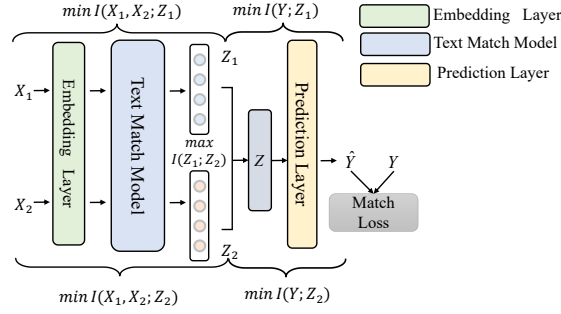 min I(X₁, X₂; Z₁)
min I(Y; Z₁)
Embedding Layer
Text Match Model
Prediction Layer
X₁
X₂
Embedding Layer
Text Match Model
Z₁
max
I(Z₁; Z₂)
Z₂
Z
Prediction Layer
Ŷ
Y
Match
Loss
min I(X₁, X₂; Z₂)
min I(Y; Z₂)